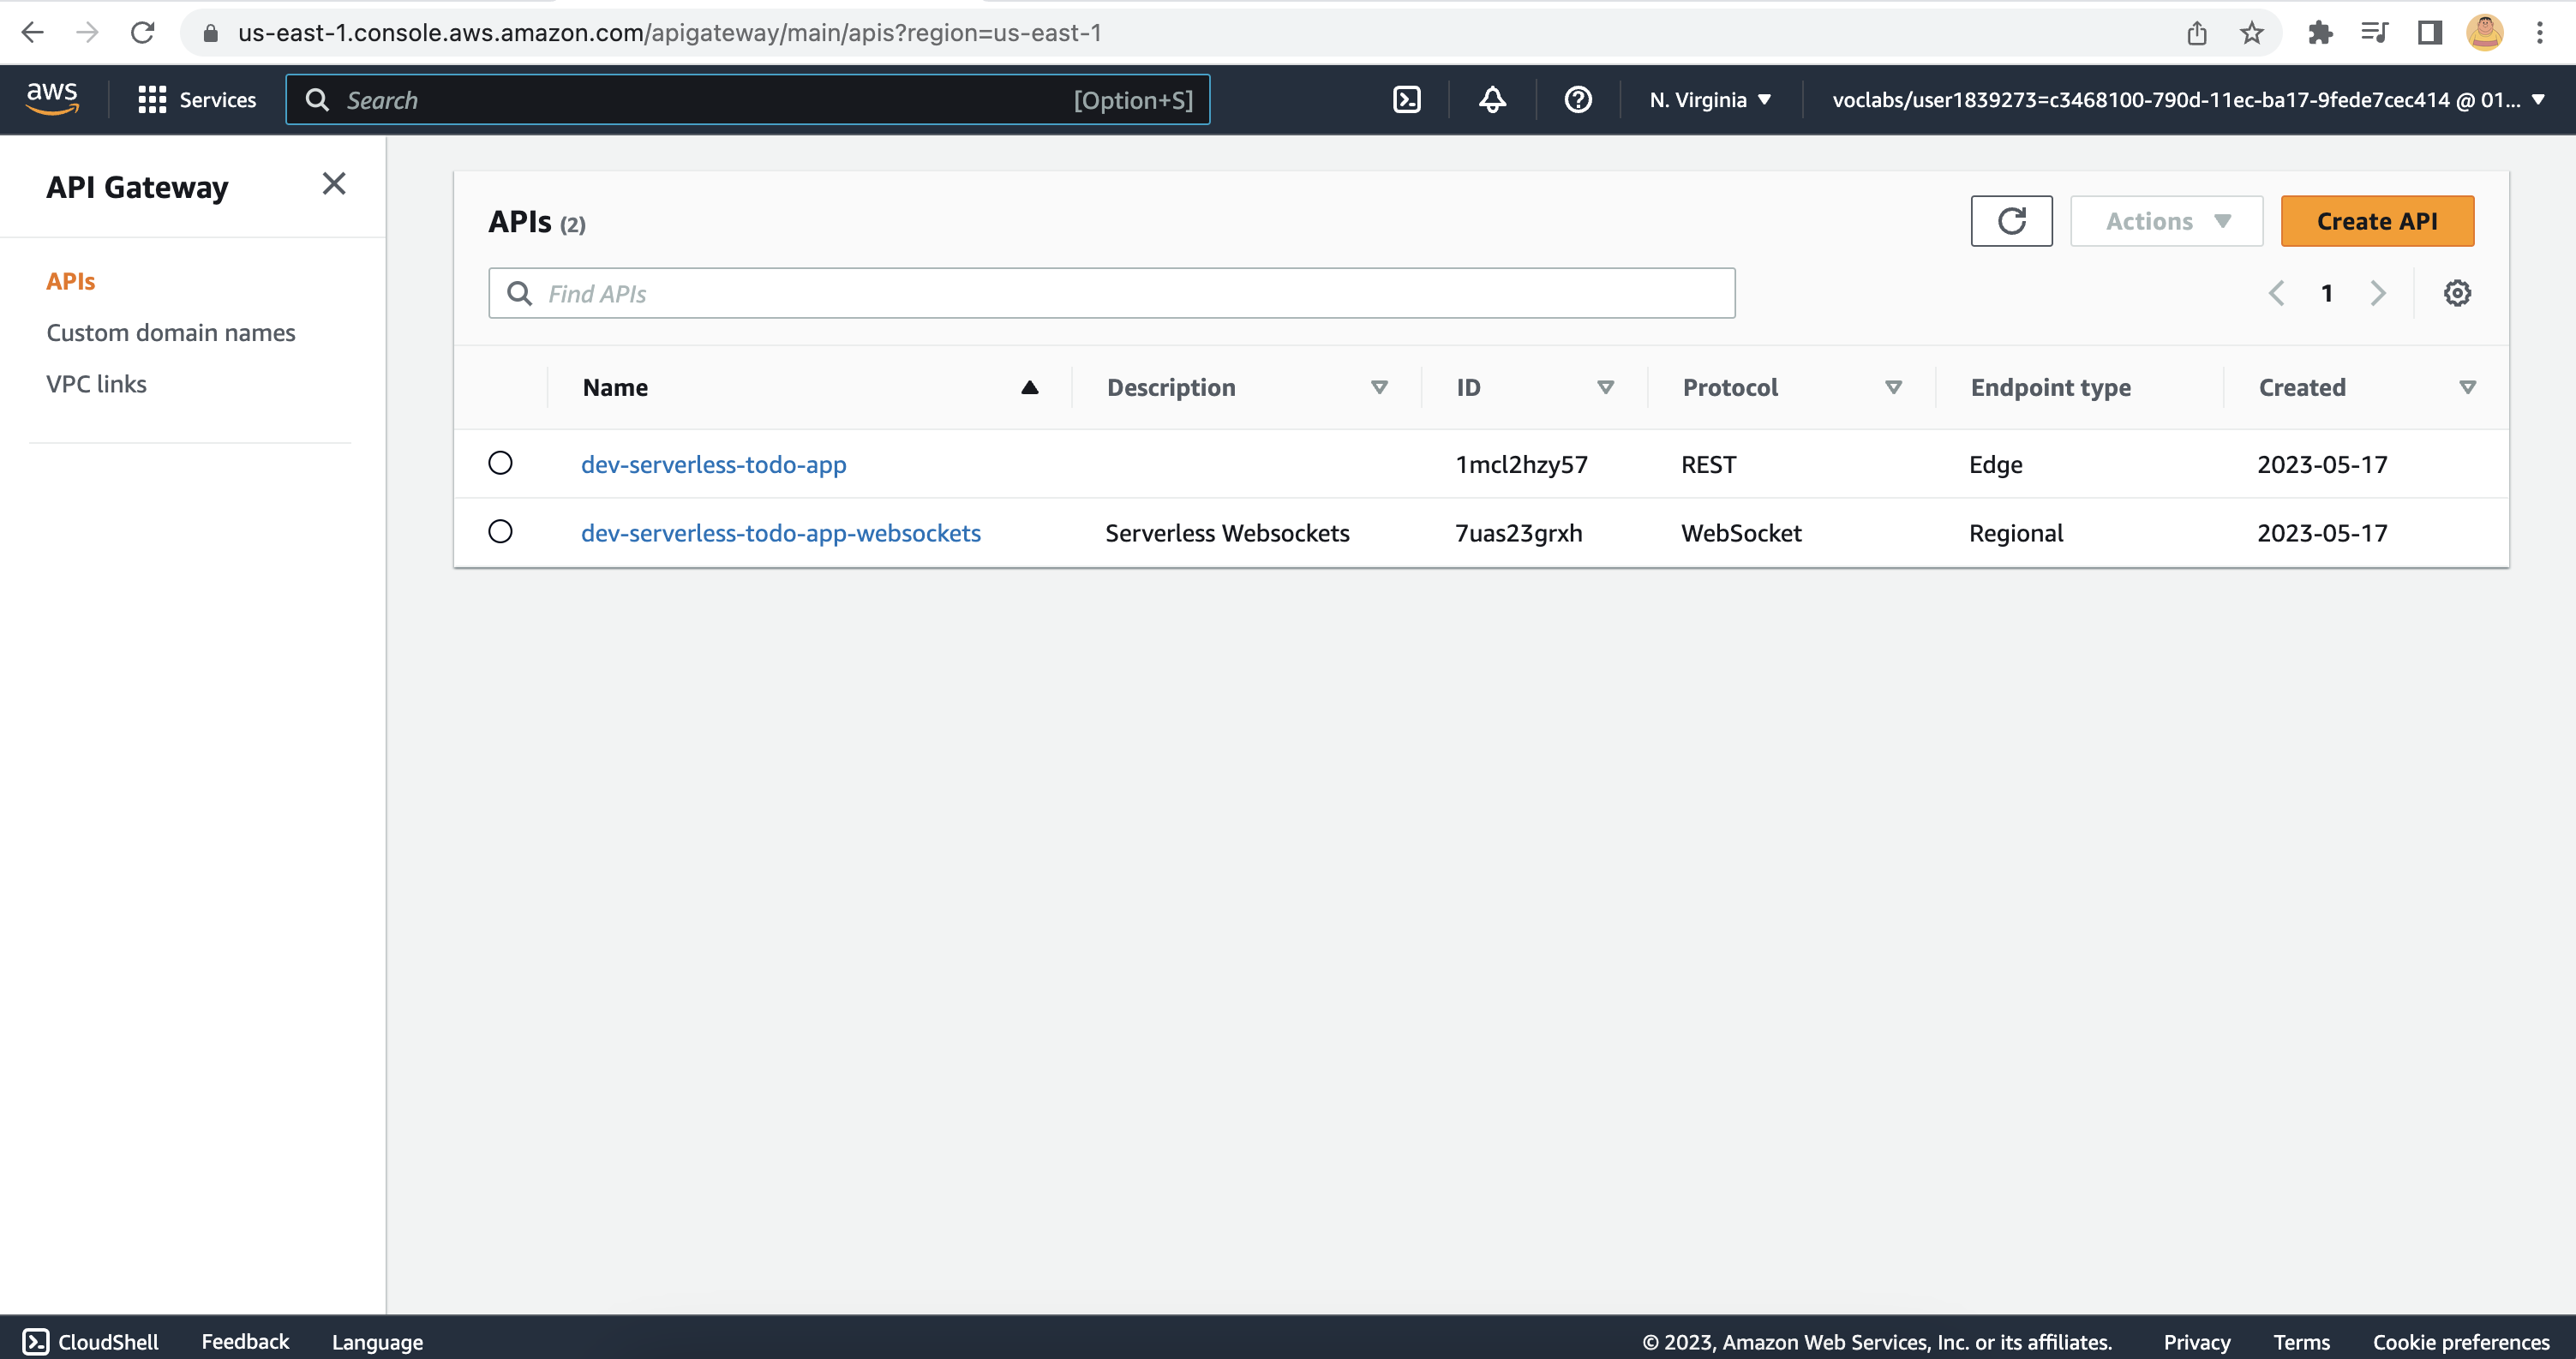 us-east-1.console.aws.amazon.com/apigateway/main/apis?region=us-east-1
aws Services Search [Option+S] N. Virginia voclabs/user1839273=c3468100-790d-11ec-ba17-9fede7cec414 @ 01...
API Gateway
APIs
Custom domain names
VPC links
APIs (2)
Actions
Create API
Find APIs
1
Name Description ID Protocol Endpoint type Created
dev-serverless-todo-app 1mcl2hzy57 REST Edge 2023-05-17
dev-serverless-todo-app-websockets Serverless Websockets 7uas23grxh WebSocket Regional 2023-05-17
CloudShell Feedback Language © 2023, Amazon Web Services, Inc. or its affiliates. Privacy Terms Cookie preferences